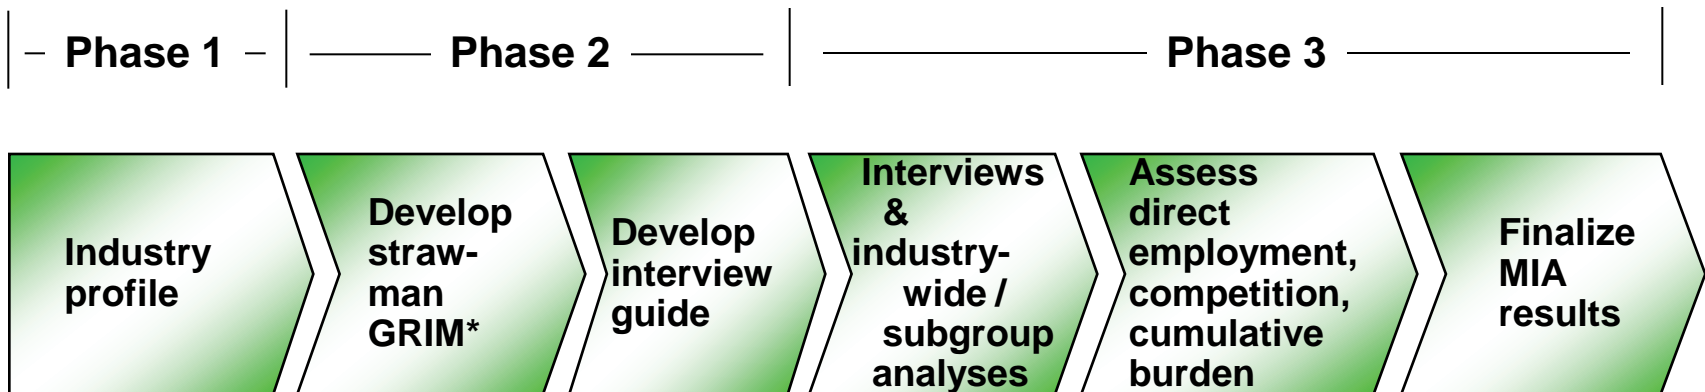 Phase 1
Phase 2
Phase 3
Industry
profile
Develop
straw-
man
GRIM*
Develop
interview
guide
Interviews
&
industry-
wide /
subgroup
analyses
Assess
direct
employment,
competition,
cumulative
burden
Finalize
MIA
results